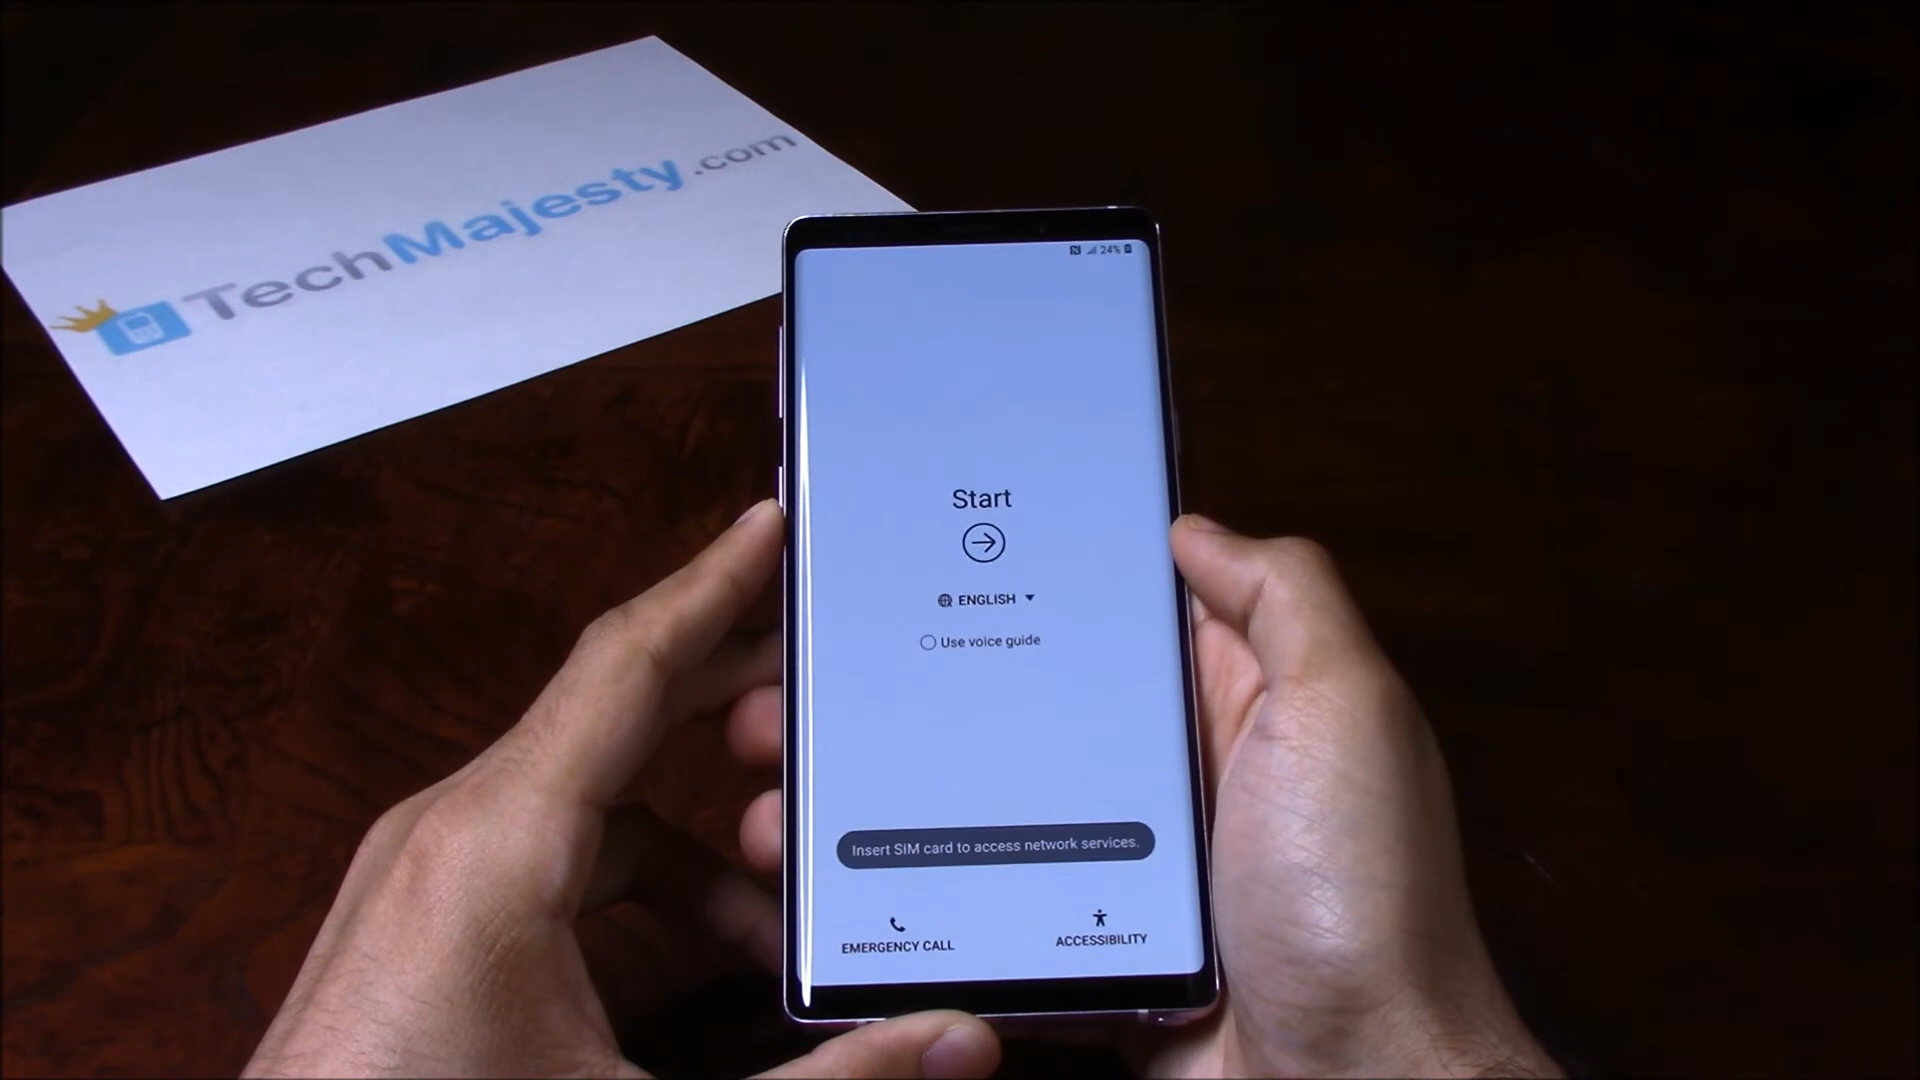 TechMajesty.com
24%
Start
ENGLISH
Use voice guide
Insert SIM card to access network services.
EMERGENCY CALL
ACCESSIBILITY